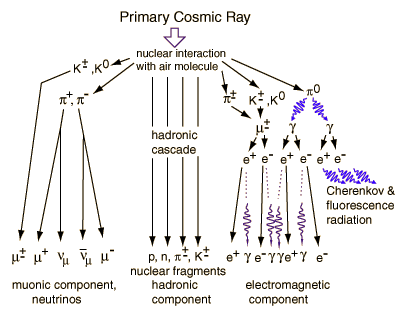 Primary Cosmic Ray
nuclear interaction
with air molecule
K±,K0
π+, π-
π±
K±,K0
π0
hadronic
cascade
μ±
γ
γ
e+ e- e+ e- e+ e-
Cherenkov &
fluorescence
radiation
μ± μ+ νμ ν̄μ μ-
p, n, π±, K±
e+ γ e- γ γ e+ γ e-
muonic component,
neutrinos
nuclear fragments
hadronic
component
electromagnetic
component